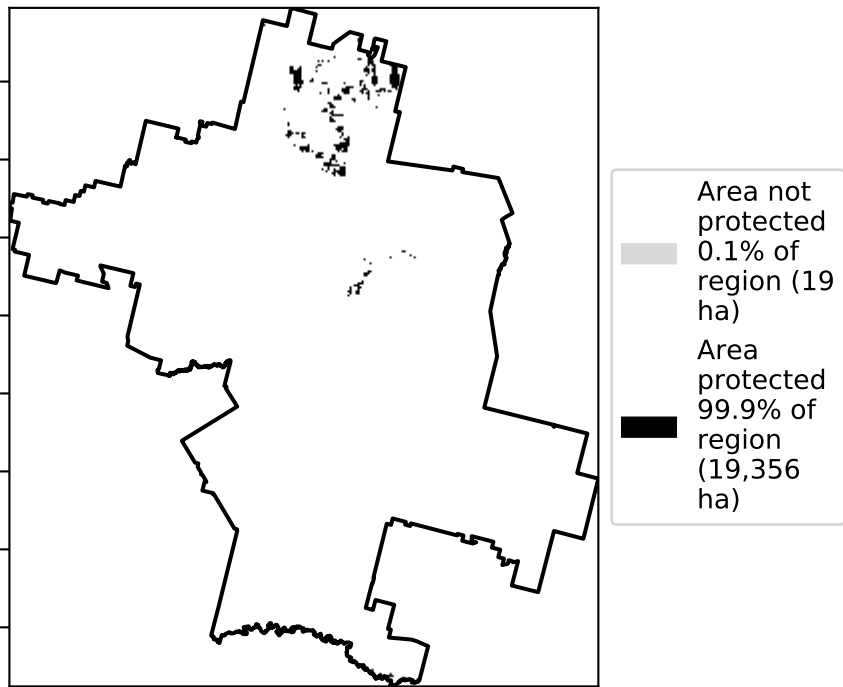 Area not
protected
0.1% of
region (19
ha)
Area
protected
99.9% of
region
(19,356
ha)